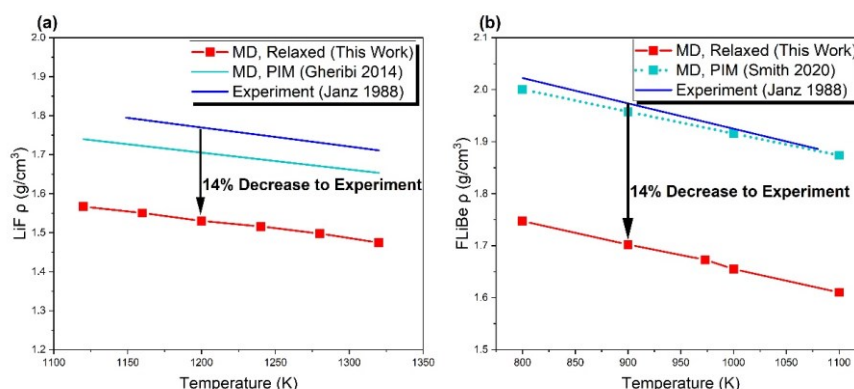 (a)
MD, Relaxed (This Work)
MD, PIM (Gheribi 2014)
Experiment (Janz 1988)
14% Decrease to Experiment
LiF ρ (g/cm³)
2.0
1.9
1.8
1.7
1.6
1.5
1.4
1.3
1.2
1100
1150
1200
1250
1300
1350
Temperature (K)
(b)
MD, Relaxed (This Work)
MD, PIM (Smith 2020)
Experiment (Janz 1988)
14% Decrease to Experiment
FLiBe ρ (g/cm³)
2.1
2.0
1.9
1.8
1.7
1.6
1.5
800
850
900
950
1000
1050
1100
Temperature (K)